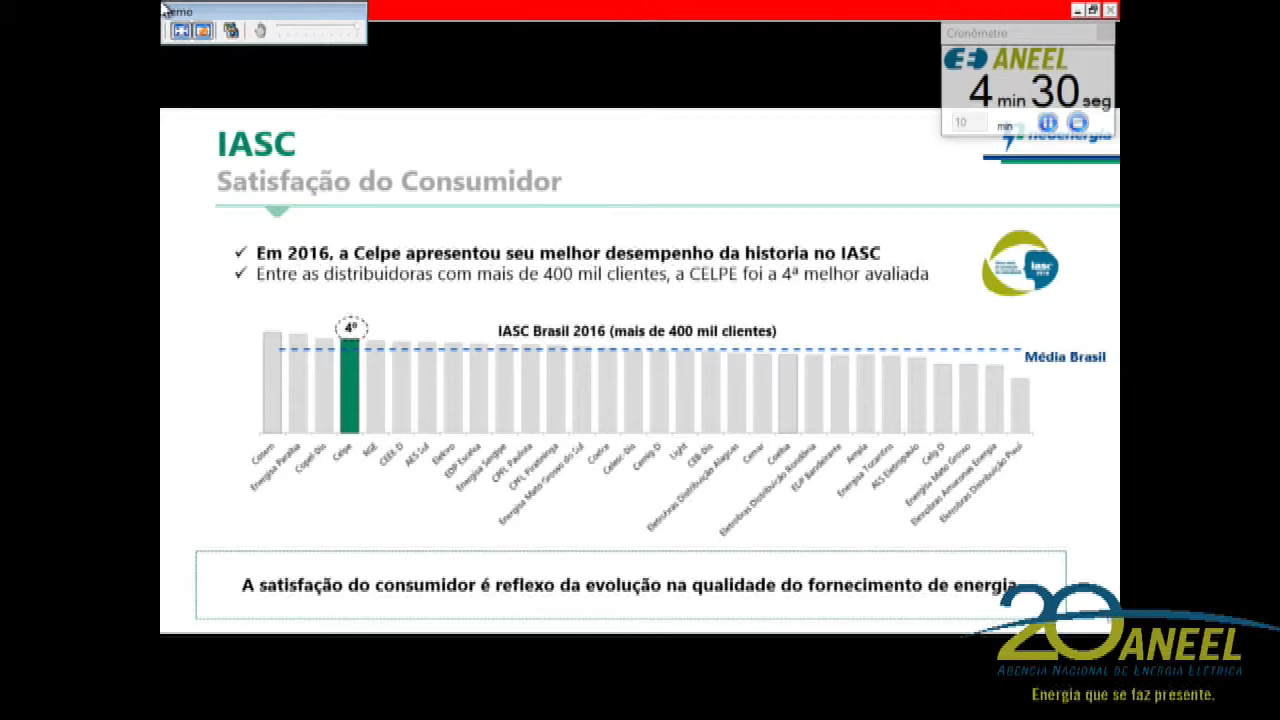 Cronômetro
ANEEL
4 min 30 seg
10
min
neoenergia
IASC
Satisfação do Consumidor
✓ Em 2016, a Celpe apresentou seu melhor desempenho da historia no IASC
✓ Entre as distribuidoras com mais de 400 mil clientes, a CELPE foi a 4ª melhor avaliada
iasc
4º
IASC Brasil 2016 (mais de 400 mil clientes)
Média Brasil
Cosern
Energisa Paraíba
Copel-Dis
Celpe
RGE
CEEE-D
AES Sul
Elektro
EDP Escelsa
Energisa Sergipe
CPFL Paulista
CPFL Piratininga
Energisa Mato Grosso do Sul
Coelce
Celesc-Dis
Cemig-D
Light
CEB-Dis
Eletrobras Distribuição Alagoas
Cemar
Coelba
Eletrobras Distribuição Rondônia
EDP Bandeirante
Ampla
Energisa Tocantins
AES Eletropaulo
Celg-D
Energisa Mato Grosso
Eletrobras Amazonas Energia
Eletrobras Distribuição Piauí
A satisfação do consumidor é reflexo da evolução na qualidade do fornecimento de energia
20 ANEEL
AGÊNCIA NACIONAL DE ENERGIA ELÉTRICA
Energia que se faz presente.